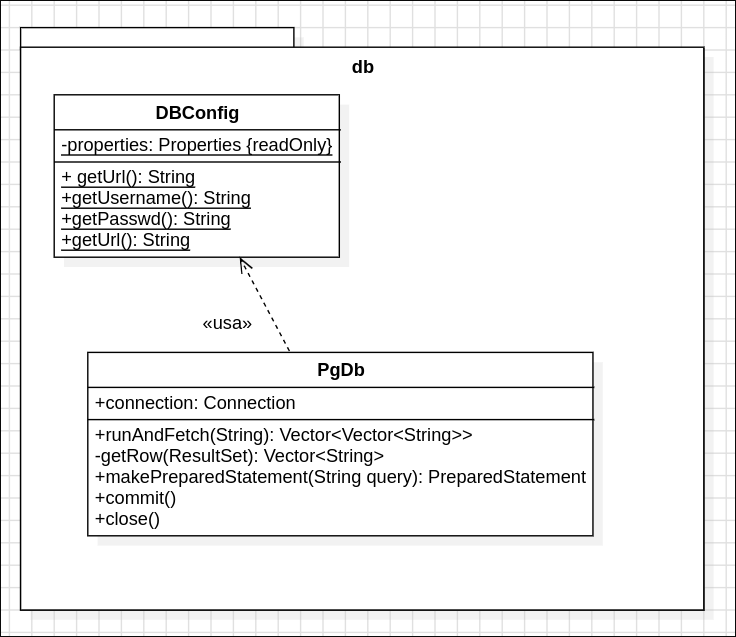 db
DBConfig
-properties: Properties {readOnly}
+ getUrl(): String
+getUsername(): String
+getPasswd(): String
+getUrl(): String
«usa»
PgDb
+connection: Connection
+runAndFetch(String): Vector<Vector<String>>
-getRow(ResultSet): Vector<String>
+makePreparedStatement(String query): PreparedStatement
+commit()
+close()